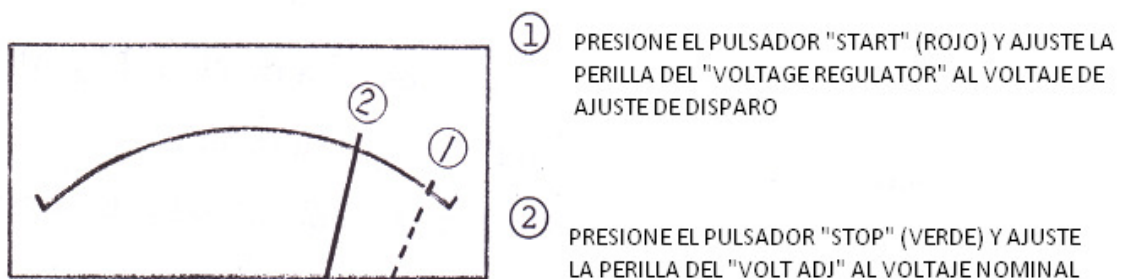 ① PRESIONE EL PULSADOR "START" (ROJO) Y AJUSTE LA
PERILLA DEL "VOLTAGE REGULATOR" AL VOLTAJE DE
AJUSTE DE DISPARO
② ①
② PRESIONE EL PULSADOR "STOP" (VERDE) Y AJUSTE
LA PERILLA DEL "VOLT ADJ" AL VOLTAJE NOMINAL